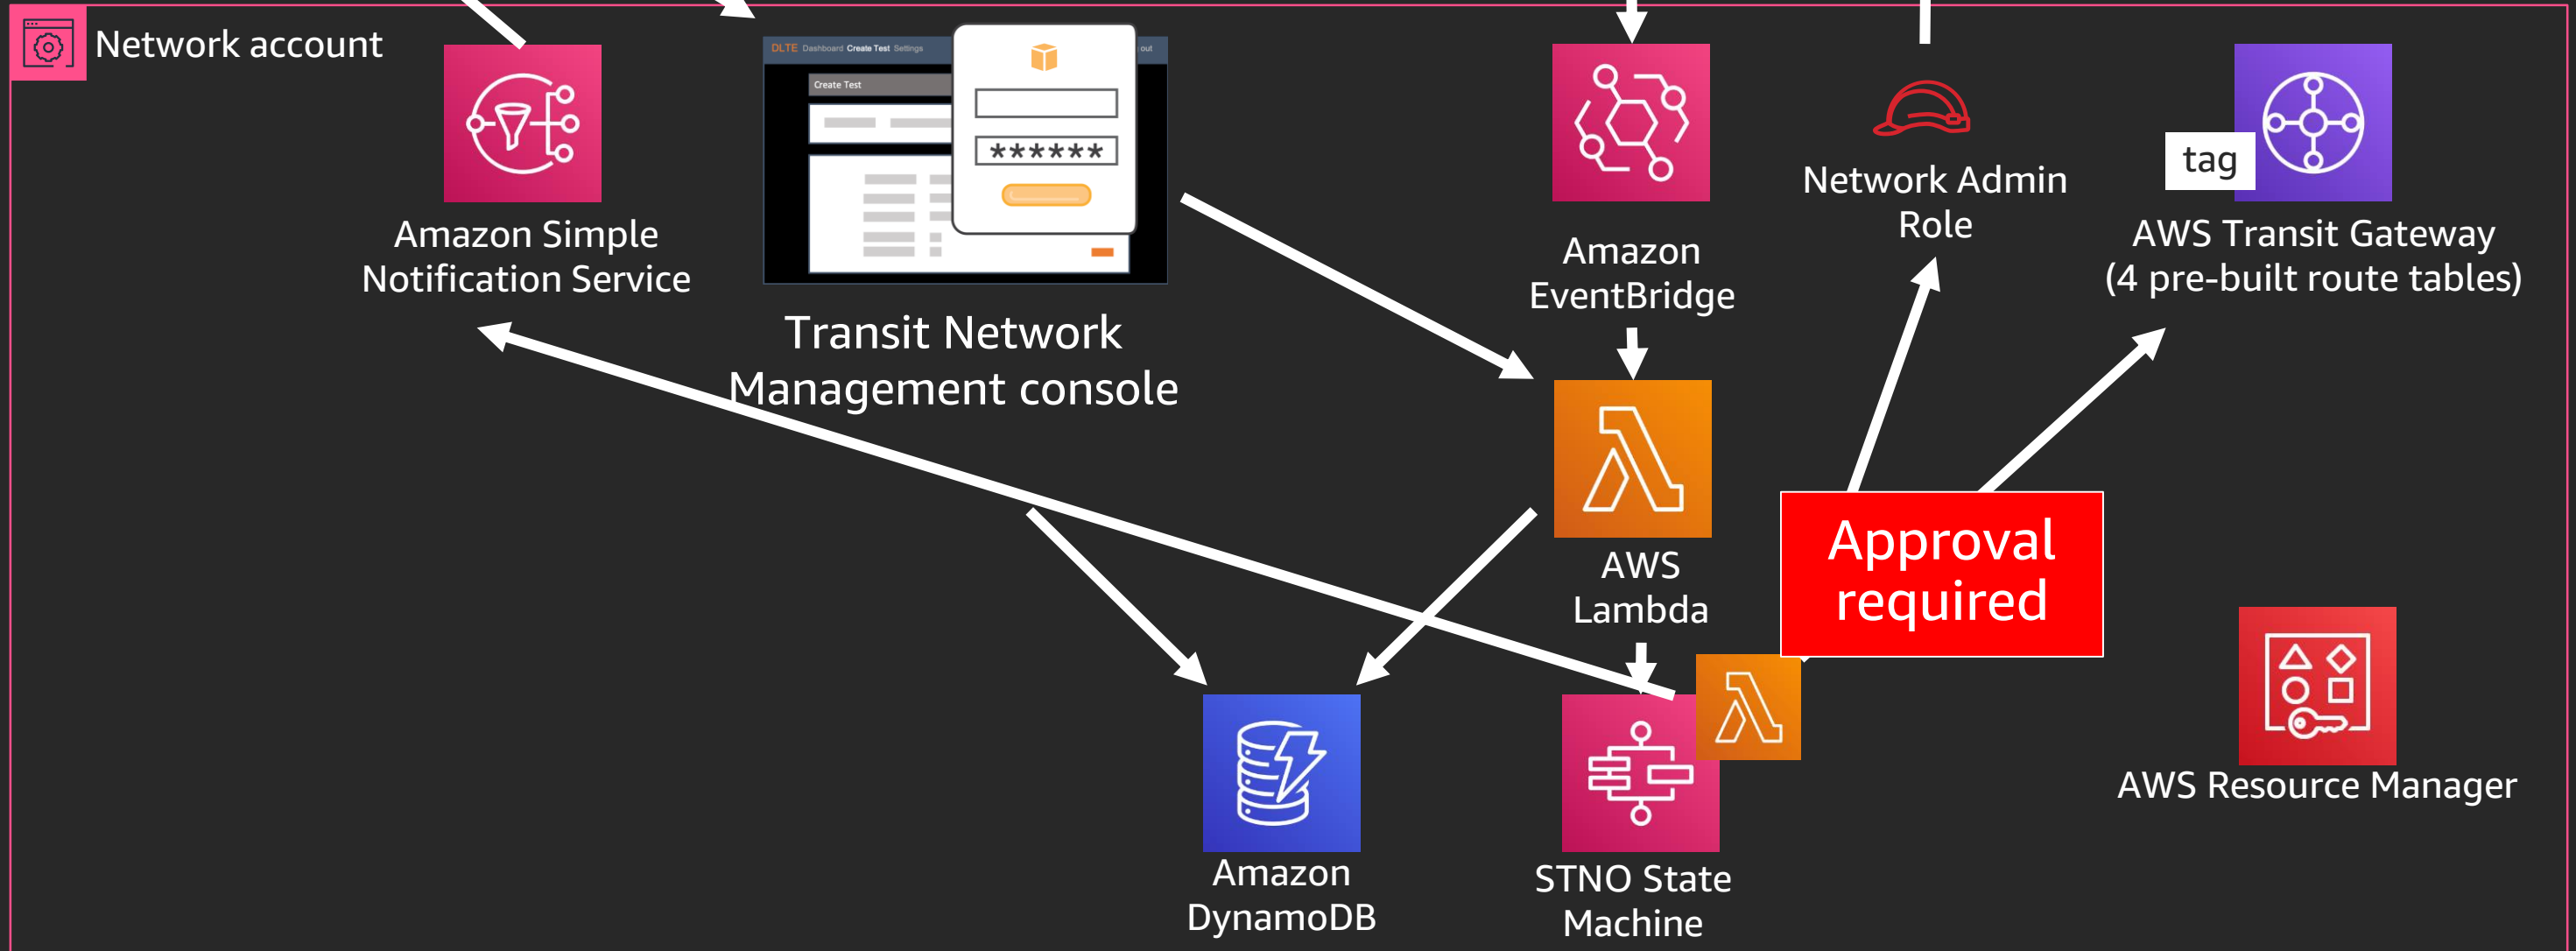 Network account
Amazon Simple
Notification Service
DLTE Dashboard Create Test Settings
out
Create Test
******
Transit Network
Management console
Amazon
EventBridge
Network Admin
Role
tag
AWS Transit Gateway
(4 pre-built route tables)
AWS
Lambda
Approval
required
Amazon
DynamoDB
STNO State
Machine
AWS Resource Manager